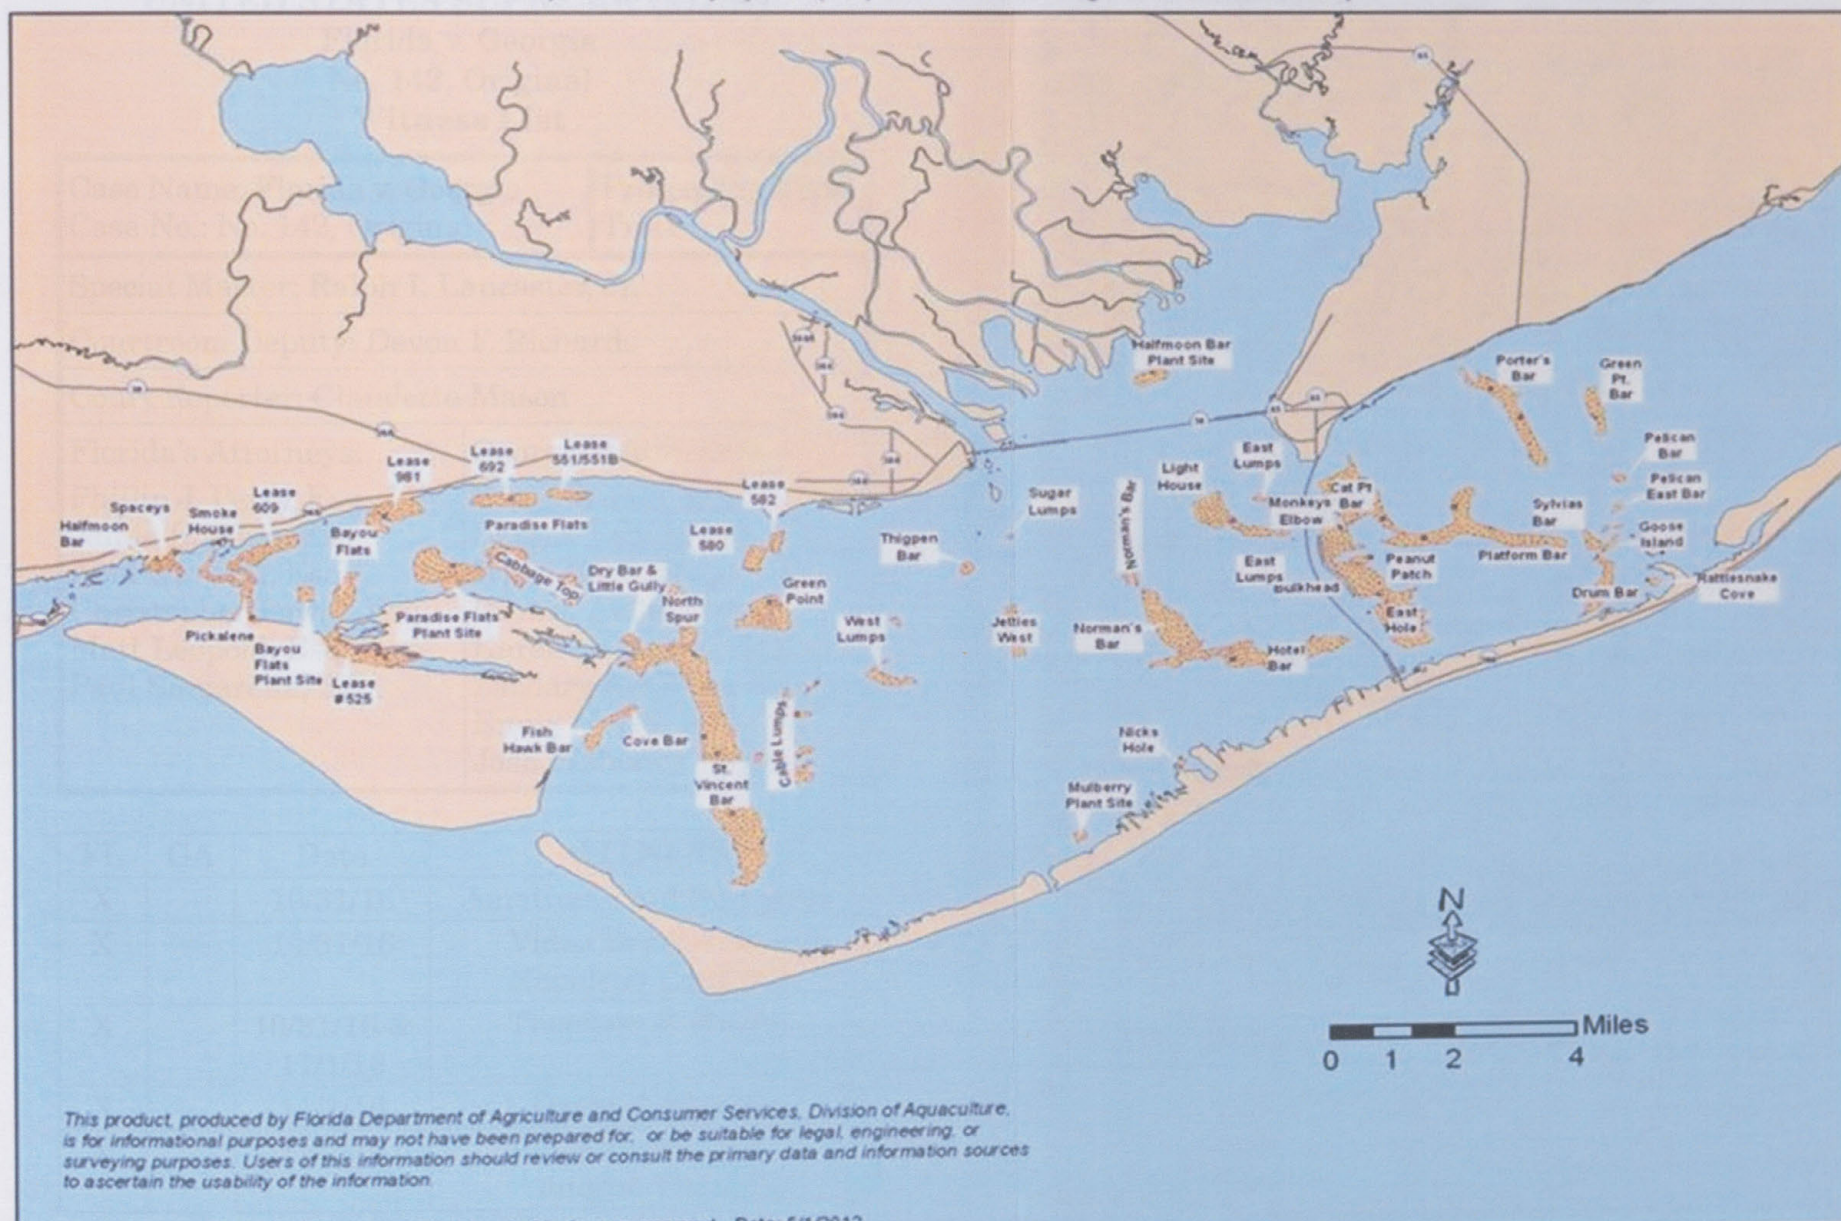 Halfmoon Bar
Plant Site
Porter's
Bar
Green
Pt.
Bar
Pelican
Bar
Pelican
East Bar
Goose
Island
Rattlesnake
Cove
Sylvias
Bar
Platform Bar
Drum Bar
East
Lumps
Light
House
Monkeys
Elbow
Cat Pt
Bar
Peanut
Patch
East
Lumps
Bulkhead
East
Hole
Norman's Bar
Norman's
Bar
Hotel
Bar
Sugar
Lumps
Thigpen
Bar
Jetties
West
West
Lumps
Green
Point
Lease
582
Lease
580
Lease
551/551B
Lease
692
Lease
981
Paradise Flats
Cabbage Top
Dry Bar &
Little Gully
North
Spur
Paradise Flats
Plant Site
Bayou
Flats
Lease
609
Smoke
House
Spaceys
Halfmoon
Bar
Pickalene
Bayou
Flats
Plant Site
Lease
#525
Fish
Hawk Bar
Cove Bar
St.
Vincent
Bar
Cable Lumps
Nicks
Hole
Mulberry
Plant Site
N
Miles
0 1 2 4
This product, produced by Florida Department of Agriculture and Consumer Services, Division of Aquaculture,
is for informational purposes and may not have been prepared for, or be suitable for legal, engineering, or
surveying purposes. Users of this information should review or consult the primary data and information sources
to ascertain the usability of the information.